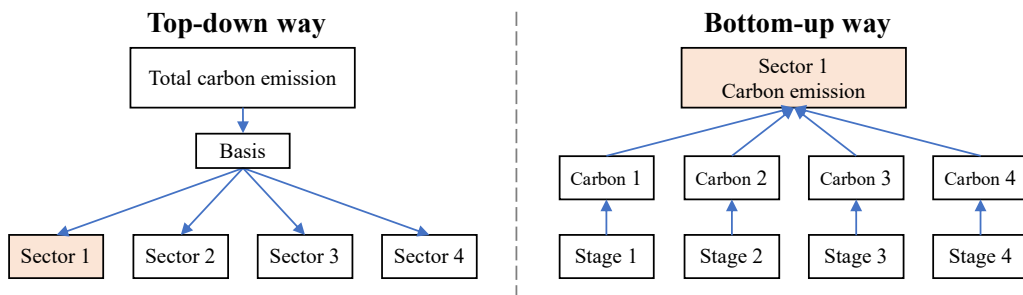 Top-down way
Total carbon emission
Basis
Sector 1
Sector 2
Sector 3
Sector 4
Bottom-up way
Sector 1
Carbon emission
Carbon 1
Carbon 2
Carbon 3
Carbon 4
Stage 1
Stage 2
Stage 3
Stage 4